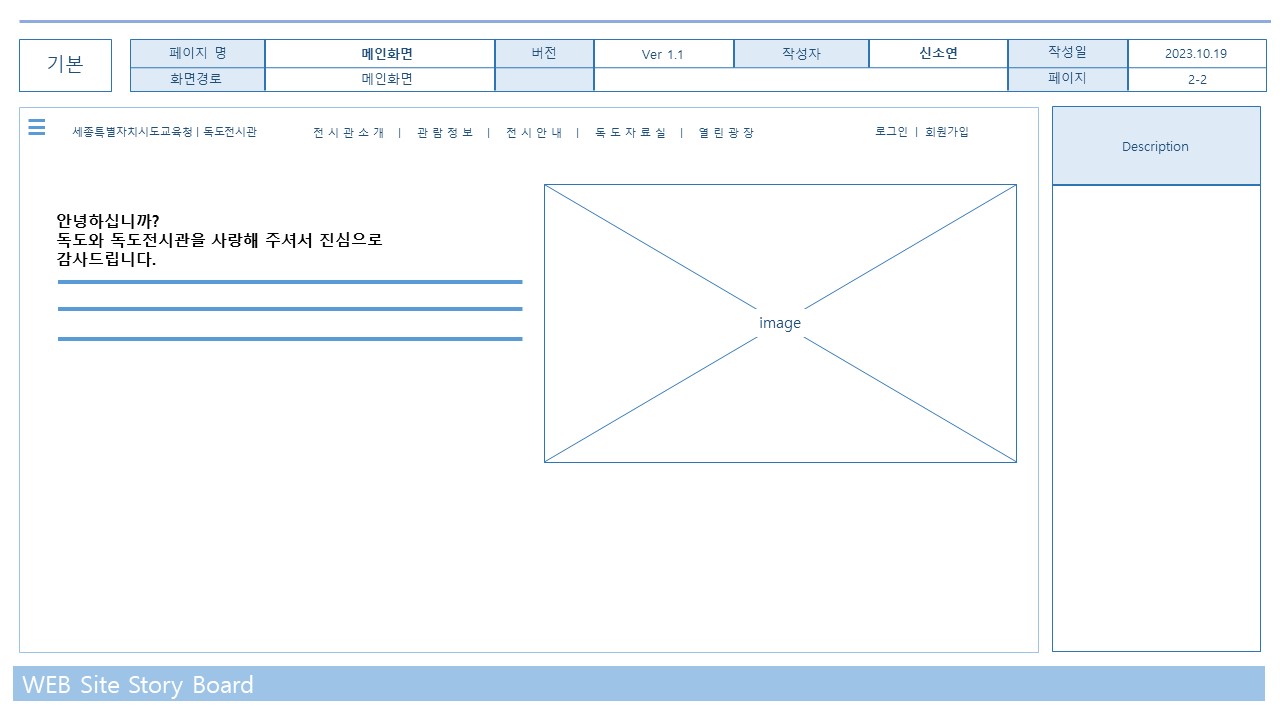 기본
페이지 명 메인화면 버전 Ver 1.1 작성자 신소연 작성일 2023.10.19
화면경로 메인화면 페이지 2-2
세종특별자치시도교육청 | 독도전시관 전시관소개 | 관람정보 | 전시안내 | 독도자료실 | 열린광장 로그인 | 회원가입
Description
안녕하십니까?
독도와 독도전시관을 사랑해 주셔서 진심으로
감사드립니다.
image
WEB Site Story Board